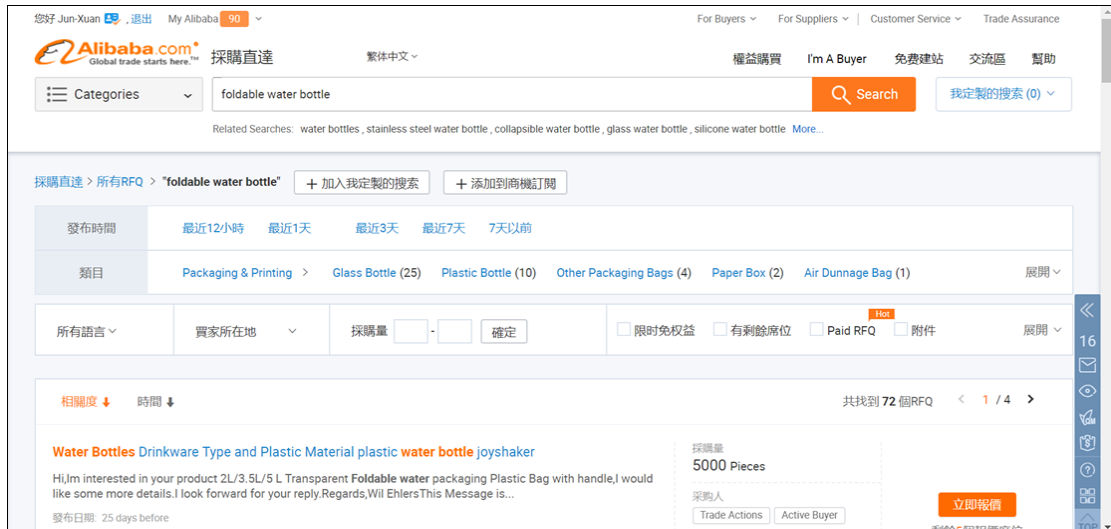 您好 Jun-Xuan , 退出 My Alibaba 90 For Buyers For Suppliers Customer Service Trade Assurance
Alibaba.com 採購直達 繁体中文 權益購買 I'm A Buyer 免费建站 交流區 幫助
Global trade starts here.™
Categories foldable water bottle Search 我定製的搜索 (0)
Related Searches: water bottles , stainless steel water bottle , collapsible water bottle , glass water bottle , silicone water bottle More...
採購直達 > 所有RFQ > "foldable water bottle" + 加入我定製的搜索 + 添加到商機訂閱
發布時間 最近12小時 最近1天 最近3天 最近7天 7天以前
類目 Packaging & Printing > Glass Bottle (25) Plastic Bottle (10) Other Packaging Bags (4) Paper Box (2) Air Dunnage Bag (1) 展開
Hot
所有語言 買家所在地 採購量 - 確定 限时免权益 有剩餘席位 Paid RFQ 附件 展開
16
相關度 時間 共找到 72 個RFQ < 1 / 4 >
Water Bottles Drinkware Type and Plastic Material plastic water bottle joyshaker
採購量
5000 Pieces
Hi,Im interested in your product 2L/3.5L/5 L Transparent Foldable water packaging Plastic Bag with handle,I would
like some more details.I look forward for your reply.Regards,Wil EhlersThis Message is...
采购人
立即報價
發布日期: 25 days before
Trade Actions Active Buyer
TOP